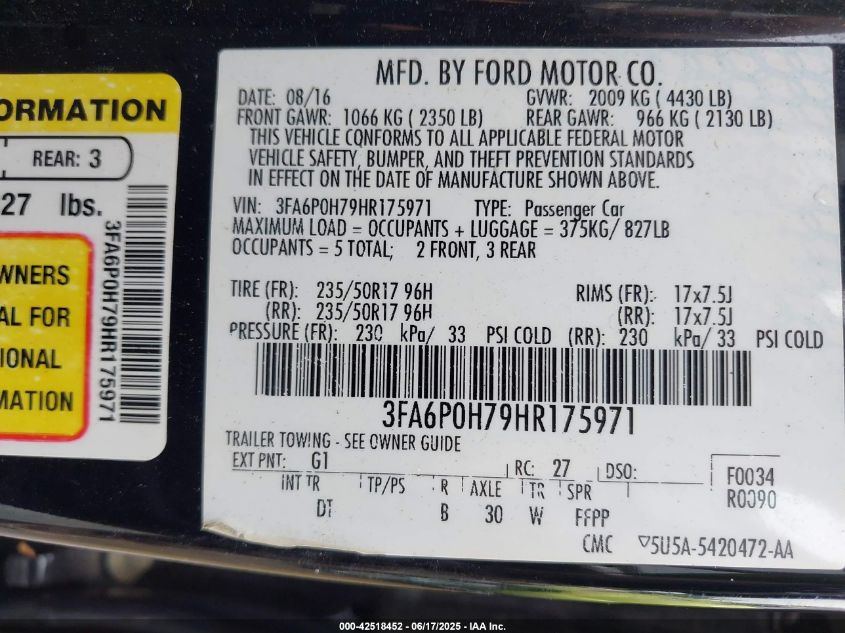 ORMATION
REAR: 3
27 lbs.
3FA6P0H79HR175971
WNERS
AL FOR
IONAL
MATION
MFD. BY FORD MOTOR CO.
DATE: 08/16 GVWR: 2009 KG ( 4430 LB)
FRONT GAWR: 1066 KG ( 2350 LB) REAR GAWR: 966 KG ( 2130 LB)
THIS VEHICLE CONFORMS TO ALL APPLICABLE FEDERAL MOTOR
VEHICLE SAFETY, BUMPER, AND THEFT PREVENTION STANDARDS
IN EFFECT ON THE DATE OF MANUFACTURE SHOWN ABOVE.
VIN: 3FA6P0H79HR175971 TYPE: Passenger Car
MAXIMUM LOAD = OCCUPANTS + LUGGAGE = 375KG/ 827LB
OCCUPANTS = 5 TOTAL; 2 FRONT, 3 REAR
TIRE (FR): 235/50R17 96H RIMS (FR): 17x7.5J
(RR): 235/50R17 96H (RR): 17x7.5J
PRESSURE (FR): 230 kPa/ 33 PSI COLD (RR): 230 kPa/ 33 PSI COLD
3FA6P0H79HR175971
TRAILER TOWING - SEE OWNER GUIDE
EXT PNT: G1 RC: 27 DSO: F0034
INT TR TP/PS R AXLE TR SPR R0090
DT B 30 W FFPP
CMC ▽5U5A-5420472-AA
000-42518452 - 06/17/2025 - IAA Inc.